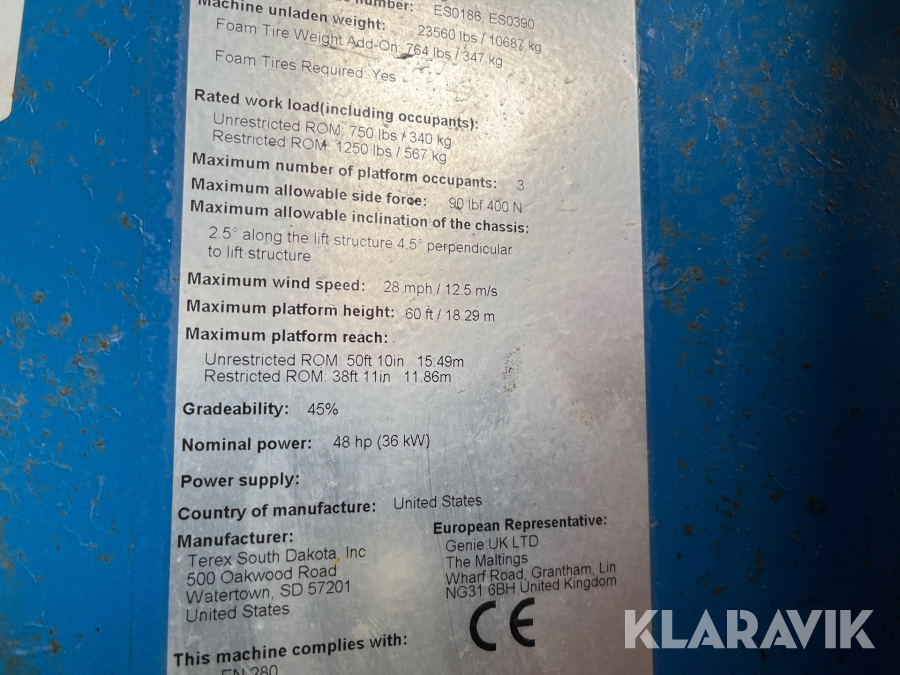 number: ES0186, ES0390
Machine unladen weight: 23560 lbs / 10687 kg
Foam Tire Weight Add-On: 764 lbs / 347 kg
Foam Tires Required: Yes
Rated work load(including occupants):
Unrestricted ROM: 750 lbs / 340 kg
Restricted ROM: 1250 lbs / 567 kg
Maximum number of platform occupants: 3
Maximum allowable side force: 90 lbf 400 N
Maximum allowable inclination of the chassis:
2.5° along the lift structure 4.5° perpendicular
to lift structure
Maximum wind speed: 28 mph / 12.5 m/s
Maximum platform height: 60 ft / 18.29 m
Maximum platform reach:
Unrestricted ROM: 50ft 10in 15.49m
Restricted ROM: 38ft 11in 11.86m
Gradeability: 45%
Nominal power: 48 hp (36 kW)
Power supply:
Country of manufacture: United States
Manufacturer:
Terex South Dakota, Inc
500 Oakwood Road
Watertown, SD 57201
United States
European Representative:
Genie UK LTD
The Maltings
Wharf Road, Grantham, Lin
NG31 6BH United Kingdom
CE
This machine complies with:
EN 280
KLARAVIK